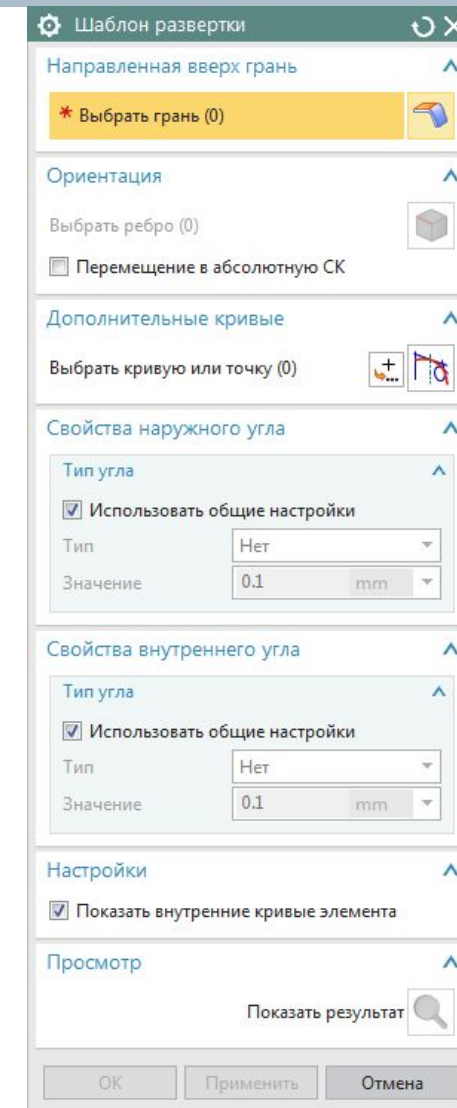 Шаблон развертки
Направленная вверх грань
* Выбрать грань (0)
Ориентация
Выбрать ребро (0)
Перемещение в абсолютную СК
Дополнительные кривые
Выбрать кривую или точку (0)
Свойства наружного угла
Тип угла
Использовать общие настройки
Тип Нет
Значение 0.1 mm
Свойства внутреннего угла
Тип угла
Использовать общие настройки
Тип Нет
Значение 0.1 mm
Настройки
Показать внутренние кривые элемента
Просмотр
Показать результат
ОК Применить Отмена